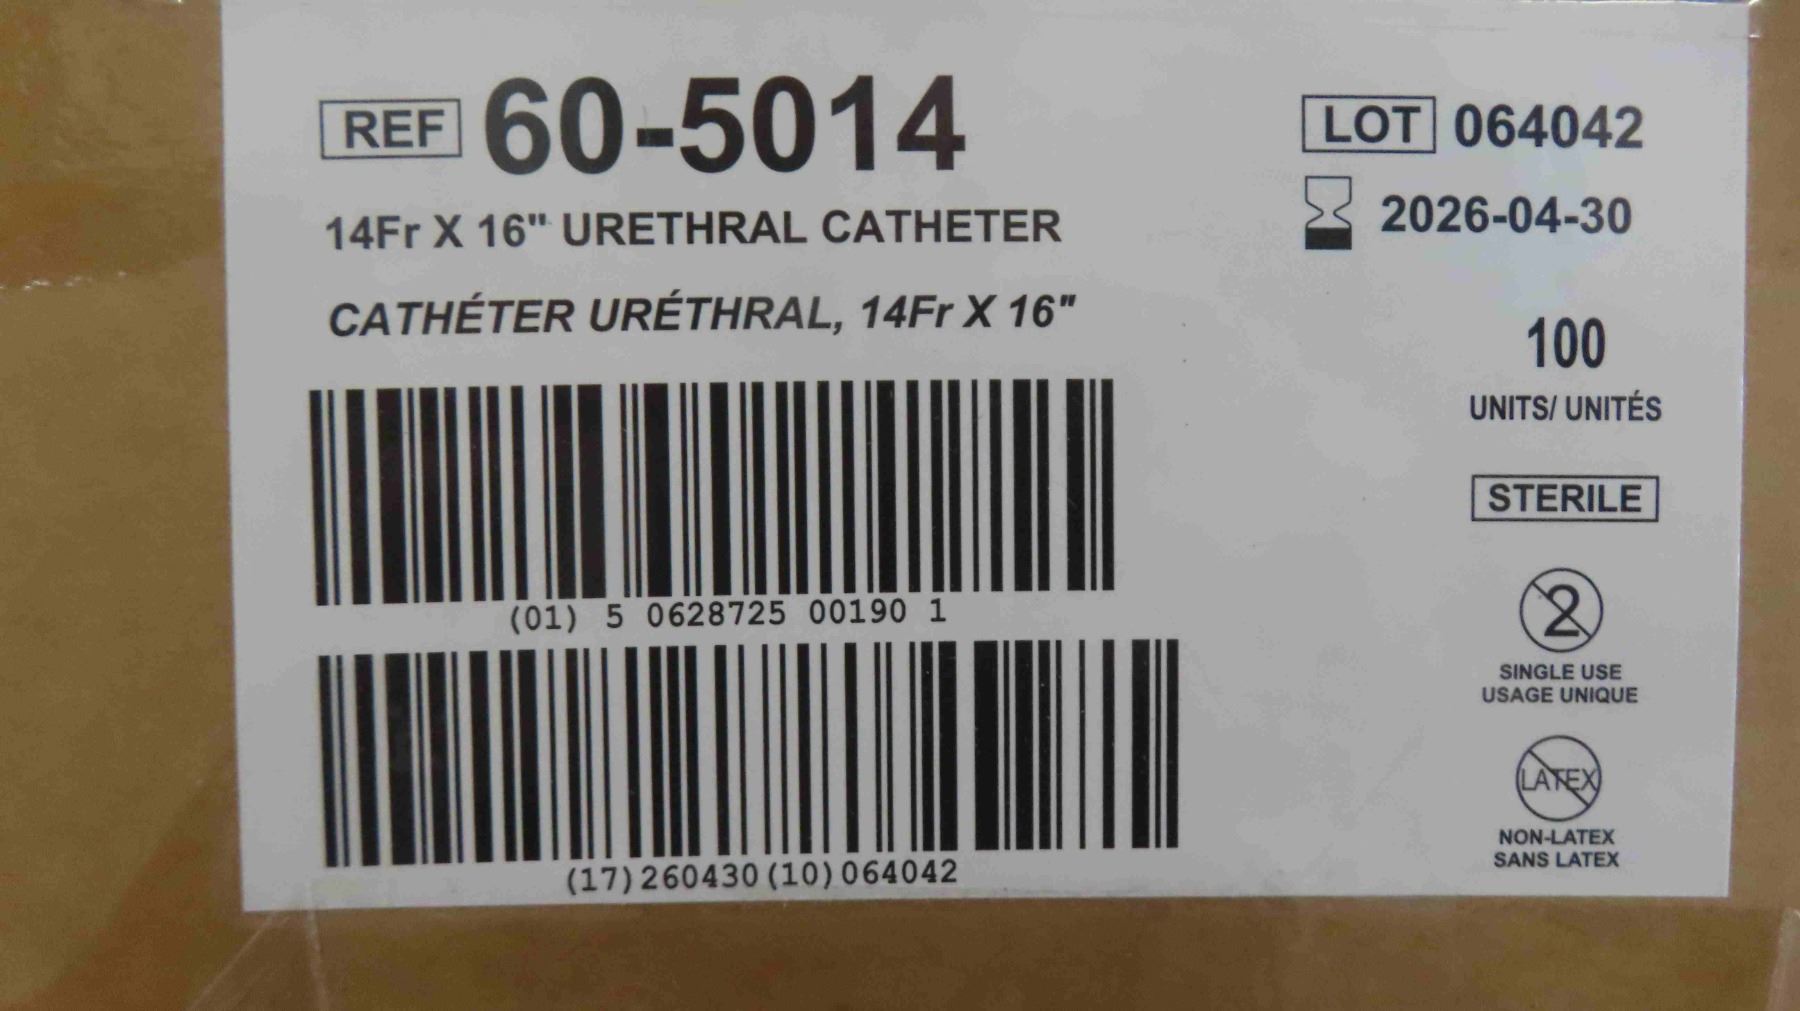 REF 60-5014
14Fr X 16" URETHRAL CATHETER
CATHÉTER URÉTHRAL, 14Fr X 16"
(01) 5 0628725 00190 1
(17)260430(10)064042
LOT 064042
2026-04-30
100
UNITS/ UNITÉS
STERILE
2
SINGLE USE
USAGE UNIQUE
LATEX
NON-LATEX
SANS LATEX